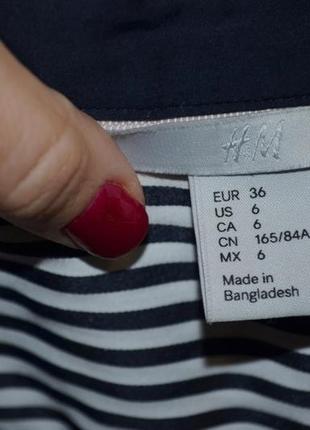 H&M
EUR 36
US 6
CA 6
CN 165/84A
MX 6
Made in
Bangladesh